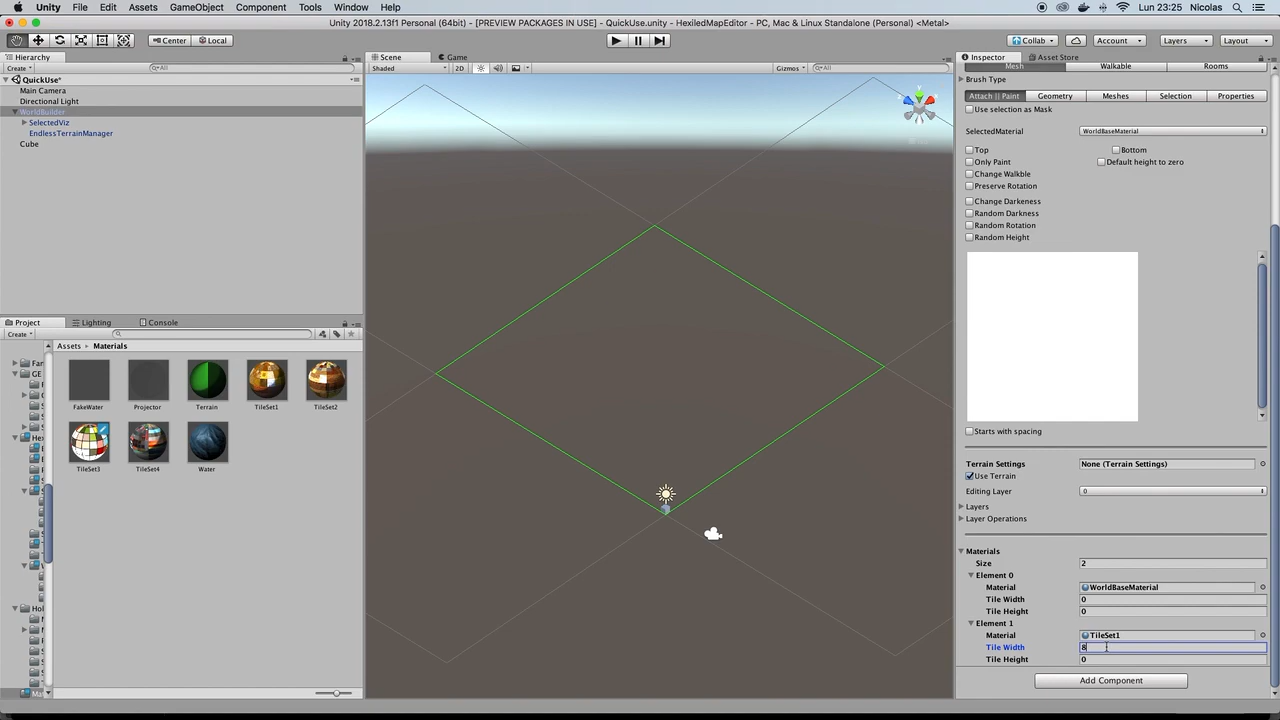 Unity File Edit Assets GameObject Component Tools Window Help Lun 23:25 Nicolas
Unity 2018.2.13f1 Personal (64bit) - [PREVIEW PACKAGES IN USE] - QuickUse.unity - HexiledMapEditor - PC, Mac & Linux Standalone (Personal) <Metal>
Center Local Collab Account Layers Layout
Hierarchy
Create All
QuickUse*
Main Camera
Directional Light
WorldBuilder
SelectedViz
EndlessTerrainManager
Cube
Project Lighting Console
Create
Assets Materials
FakeWater Projector Terrain TileSet1 TileSet2
TileSet3 TileSet4 Water
Scene Game
Shaded 2D Gizmos All
Inspector Asset Store
Mesh Walkable Rooms
Brush Type
Attach || Paint Geometry Meshes Selection Properties
Use selection as Mask
SelectedMaterial WorldBaseMaterial
Top Bottom
Only Paint Default height to zero
Change Walkble
Preserve Rotation
Change Darkeness
Random Darkness
Random Rotation
Random Height
Starts with spacing
Terrain Settings None (Terrain Settings)
Use Terrain
Editing Layer 0
Layers
Layer Operations
Materials
Size 2
Element 0
Material WorldBaseMaterial
Tile Width 0
Tile Height 0
Element 1
Material TileSet1
Tile Width 8
Tile Height 0
Add Component